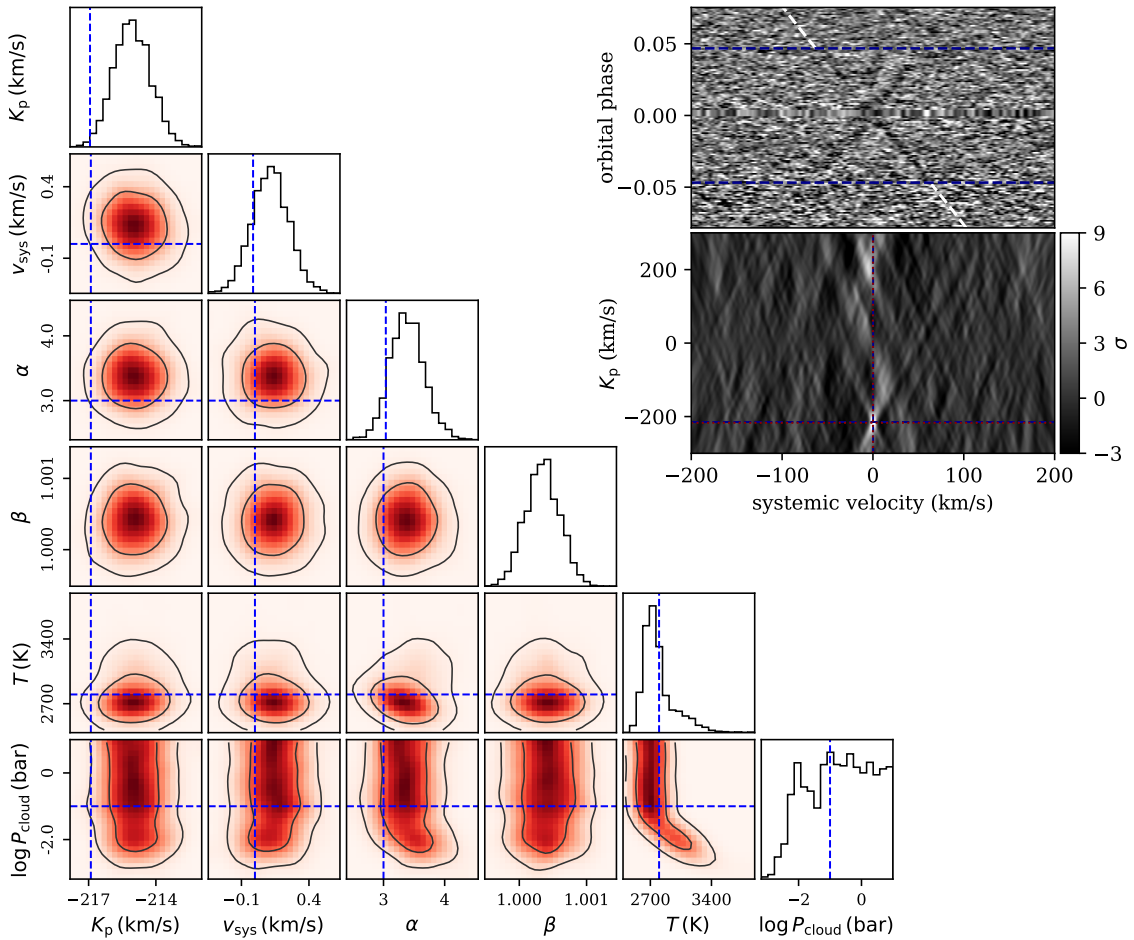 K_p (km/s)
0.05
0.00
−0.05
orbital phase
v_sys (km/s)
0.4
-0.1
200
0
−200
K_p (km/s)
9
6
3
0
−3
σ
α
4.0
3.0
−200 −100 0 100 200
systemic velocity (km/s)
β
1.001
1.000
T (K)
3400
2700
log P_cloud (bar)
0
-2.0
-217 -214 -0.1 0.4 3 4 1.000 1.001 2700 3400 −2 0
K_p (km/s) v_sys (km/s) α β T (K) log P_cloud (bar)